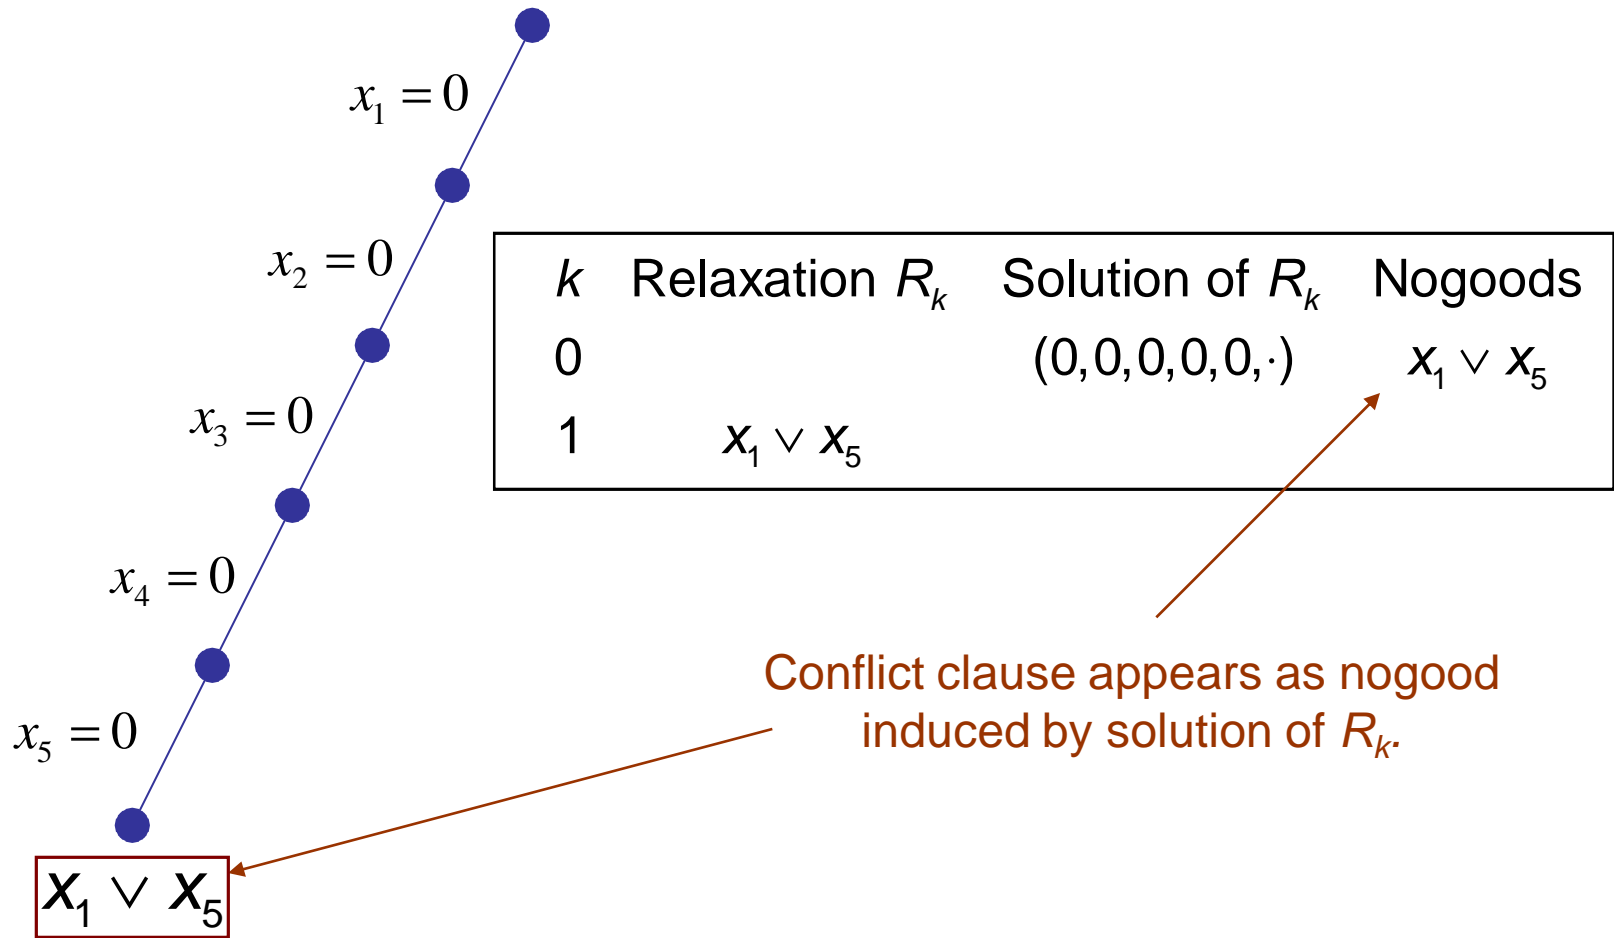 x₁ = 0
x₂ = 0
x₃ = 0
x₄ = 0
x₅ = 0
x₁ ∨ x₅
k Relaxation Rₖ Solution of Rₖ Nogoods
0 (0,0,0,0,0,·) x₁ ∨ x₅
1 x₁ ∨ x₅
Conflict clause appears as nogood
induced by solution of Rₖ.